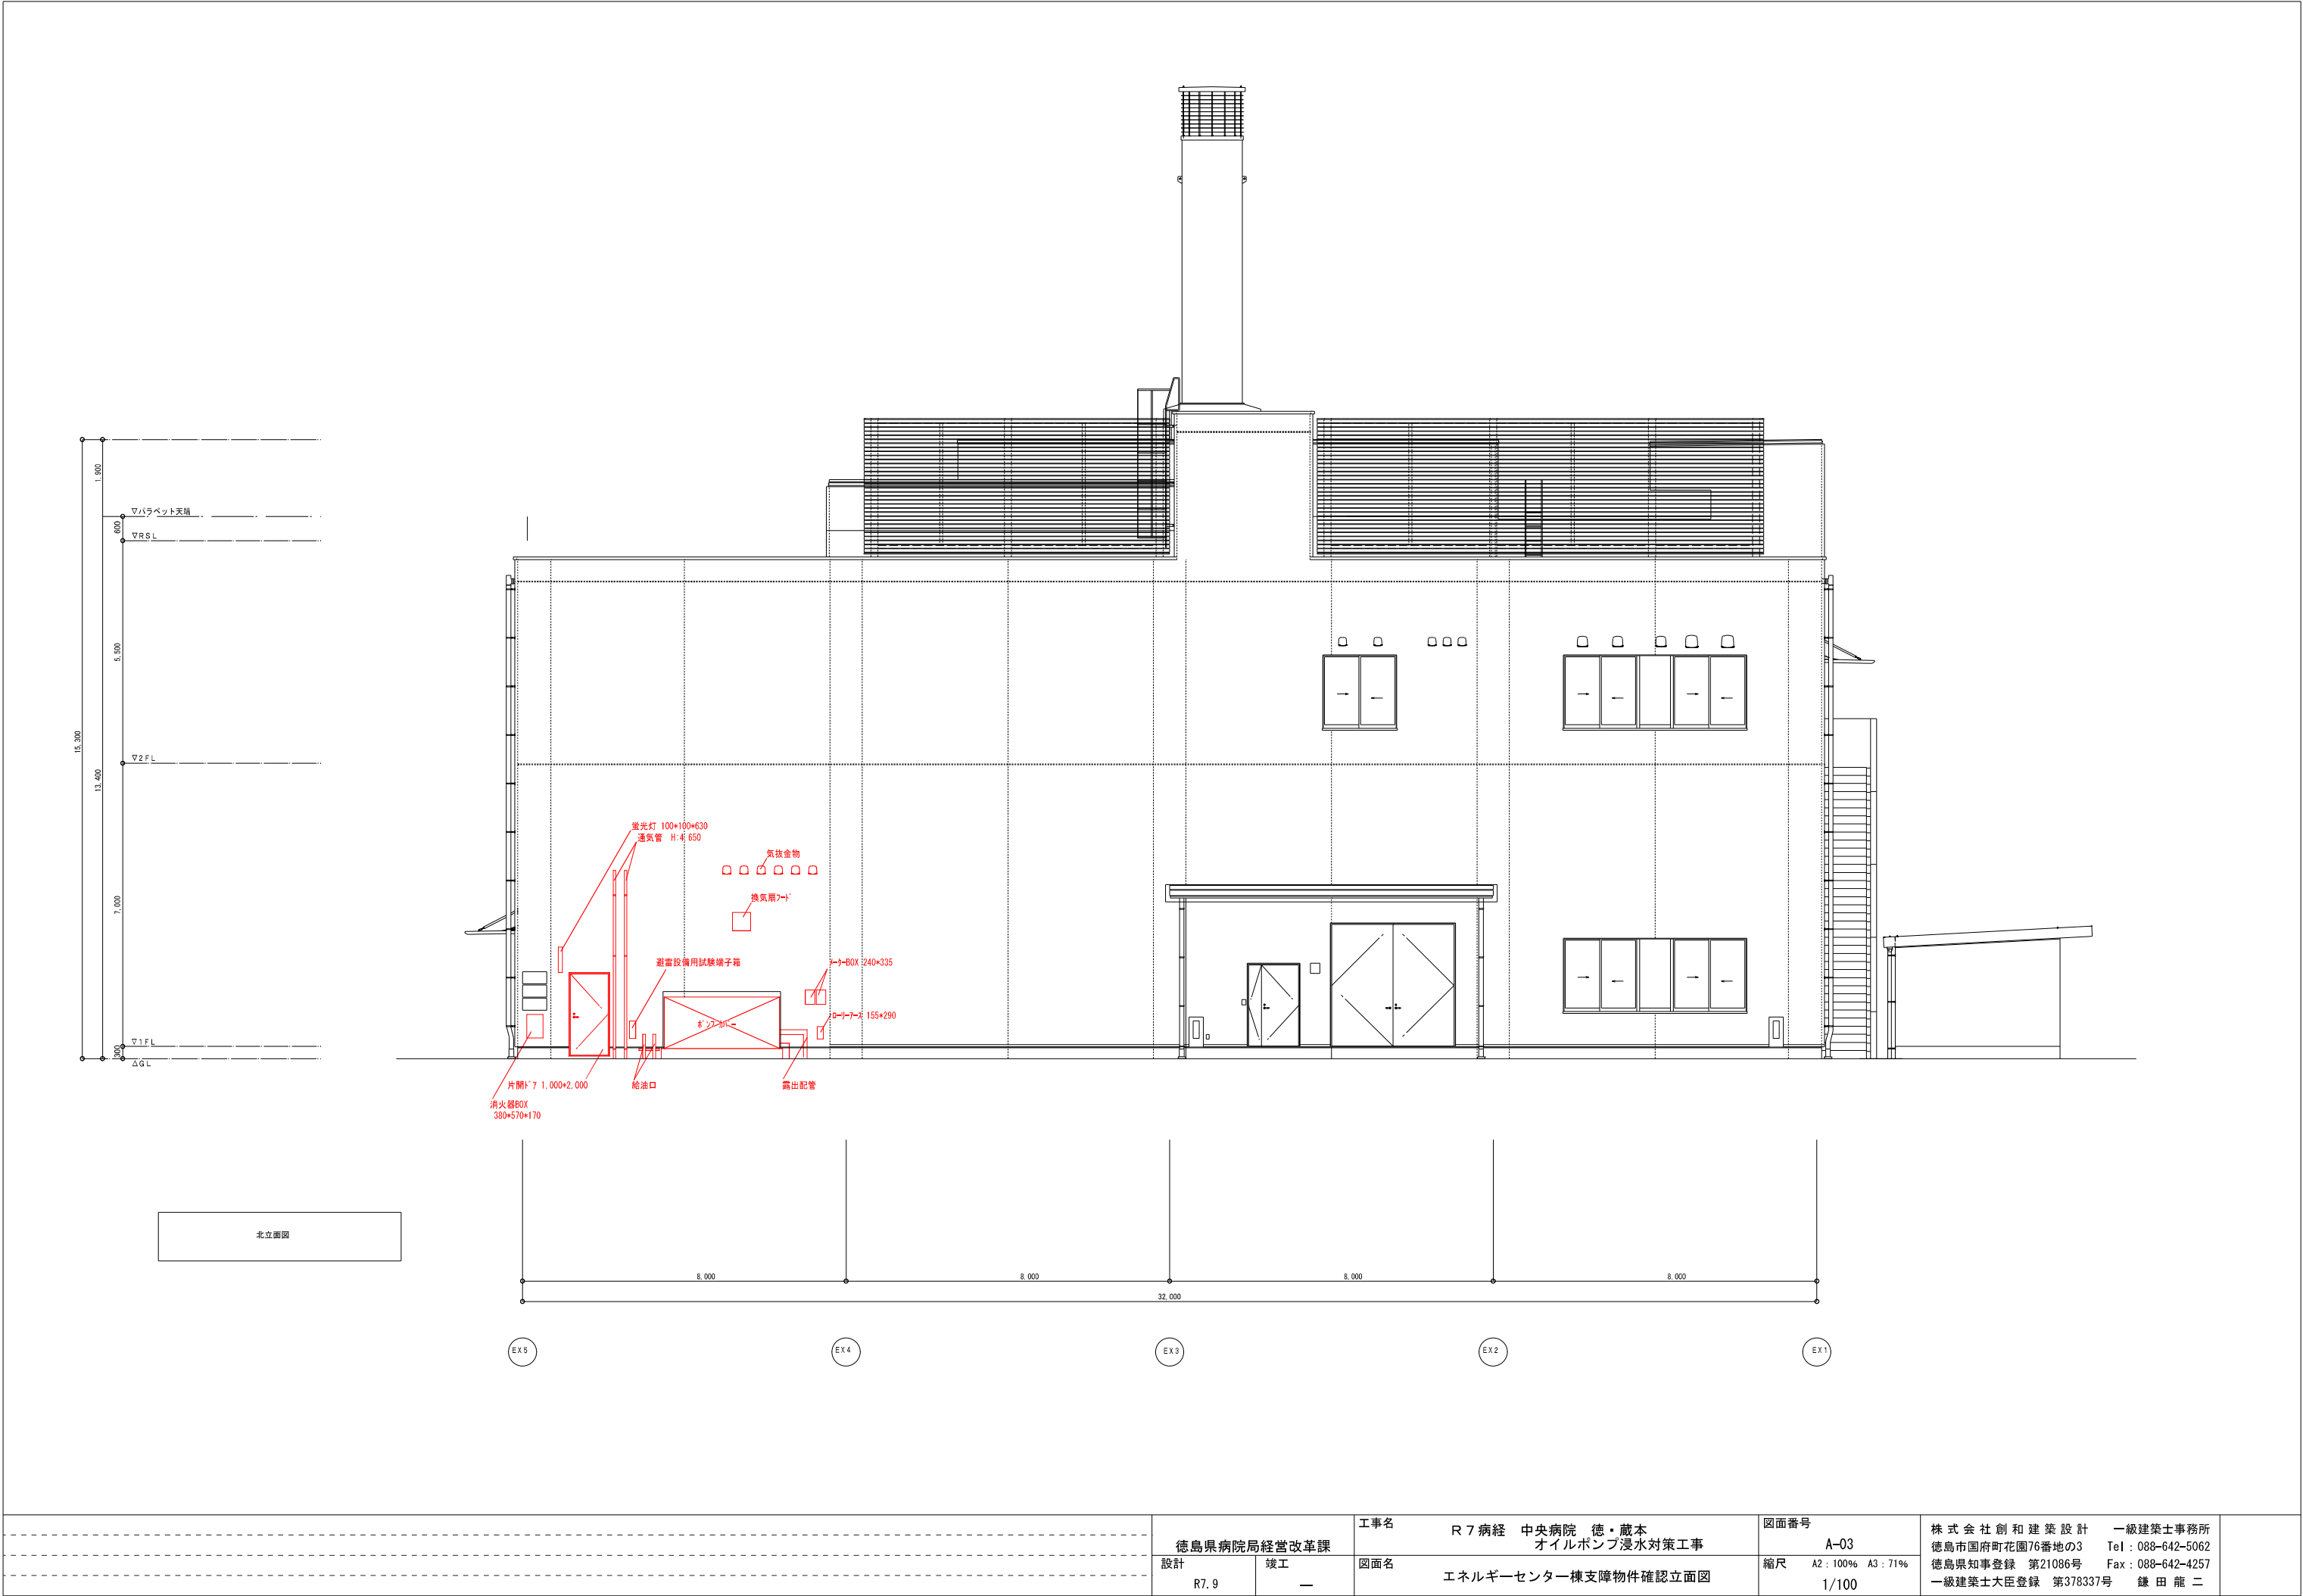 1,900
▽パラペット天端
600
▽RSL
5,500
15,300
▽2FL
13,400
7,000
▽1FL
300
△GL
蛍光灯 100*100*630
通気管 H:4,650
気抜金物
換気扇フード
避雷設備用試験端子箱
メーターBOX 240*335
ポンプカバー
ローリーアース 155*290
片開ドア 1,000*2,000
給油口
露出配管
消火器BOX
380*570*170
北立面図
8,000
8,000
8,000
8,000
32,000
EX5
EX4
EX3
EX2
EX1
徳島県病院局経営改革課
設計
R7.9
竣工
—
工事名
R7病経 中央病院 徳・蔵本
オイルポンプ浸水対策工事
図面名
エネルギーセンター棟支障物件確認立面図
図面番号
A-03
縮尺 A2:100% A3:71%
1/100
株式会社創和建築設計 一級建築士事務所
徳島市国府町花園76番地の3 Tel:088-642-5062
徳島県知事登録 第21086号 Fax:088-642-4257
一級建築士大臣登録 第378337号 鎌田龍二